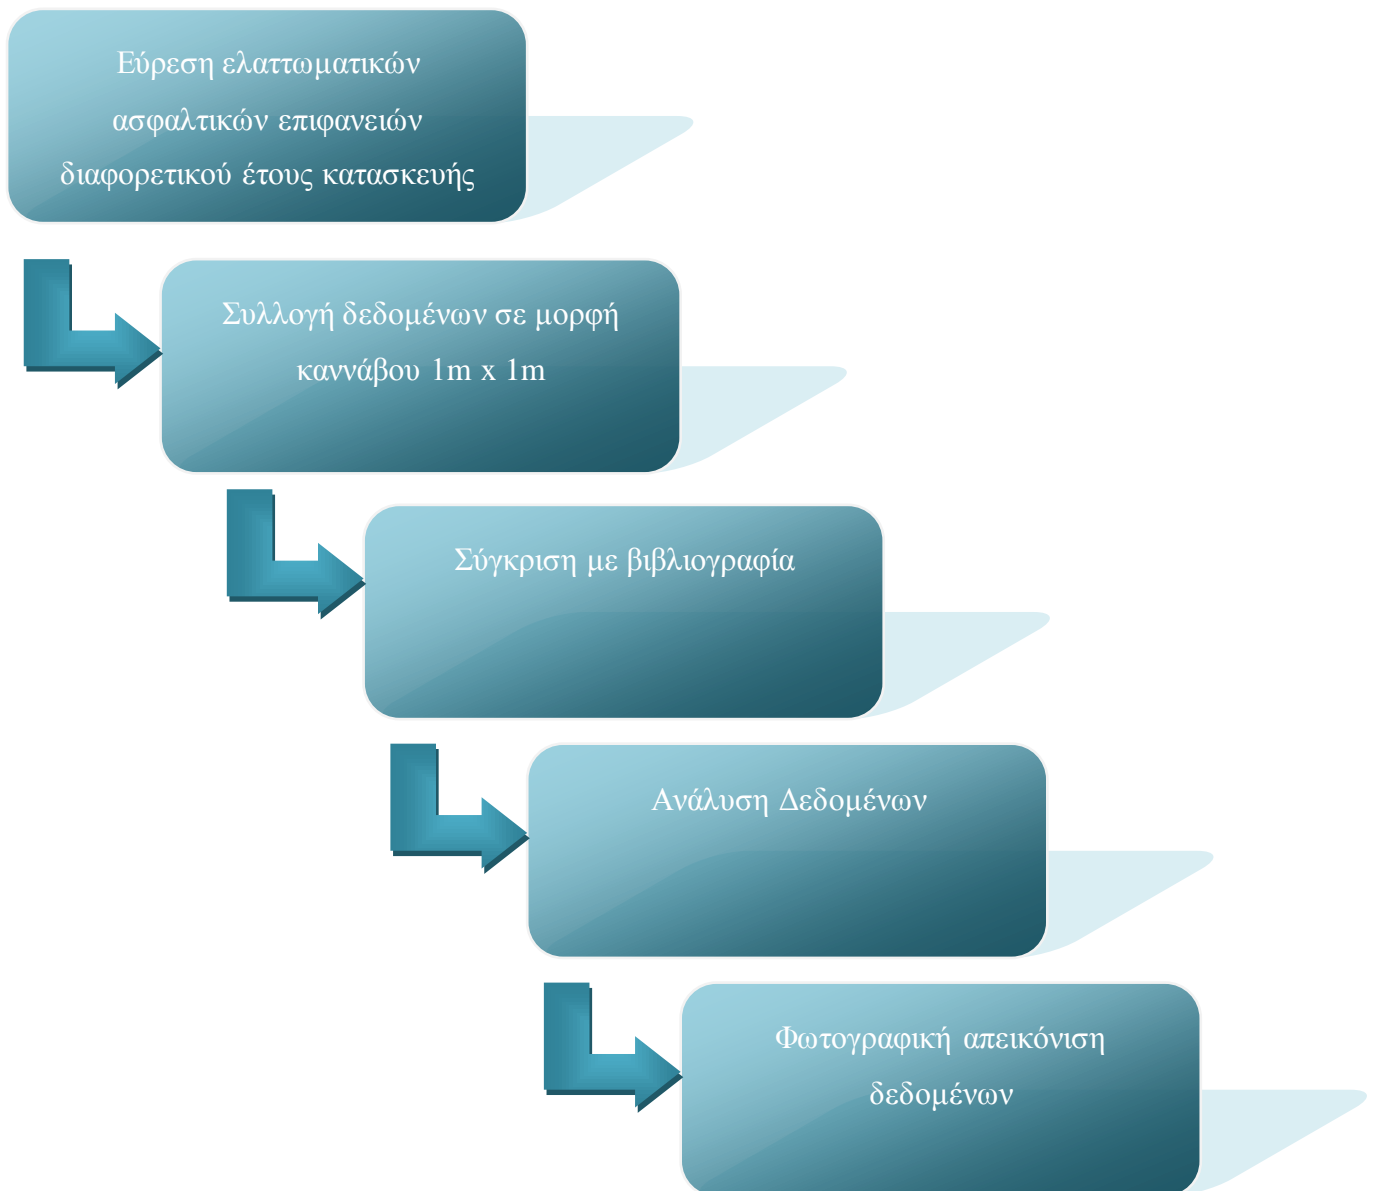 Εύρεση ελαττωματικών
ασφαλτικών επιφανειών
διαφορετικού έτους κατασκευής
Συλλογή δεδομένων σε μορφή
καννάβου 1m x 1m
Σύγκριση με βιβλιογραφία
Ανάλυση Δεδομένων
Φωτογραφική απεικόνιση
δεδομένων